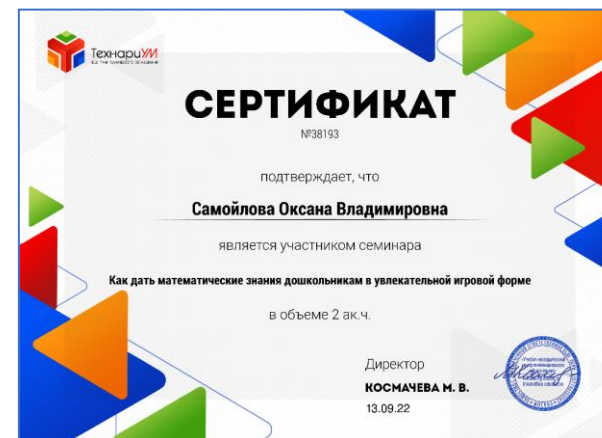 ТехнариУМ
СЕРТИФИКАТ
№38193
подтверждает, что
Самойлова Оксана Владимировна
является участником семинара
Как дать математические знания дошкольникам в увлекательной игровой форме
в объеме 2 ак.ч.
Директор
КОСМАЧЕВА М. В.
13.09.22